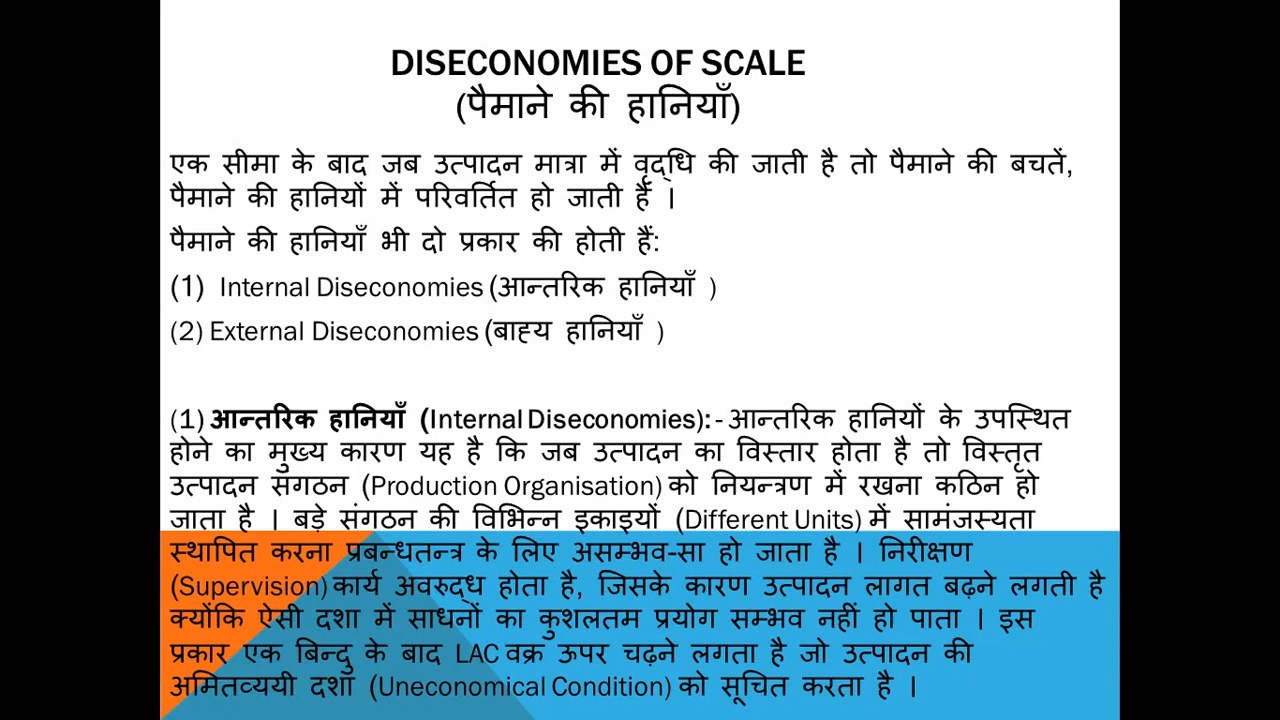 DISECONOMIES OF SCALE
(पैमाने की हानियाँ)
एक सीमा के बाद जब उत्पादन मात्रा में वृद्धि की जाती है तो पैमाने की बचतें,
पैमाने की हानियों में परिवर्तित हो जाती हैं ।
पैमाने की हानियाँ भी दो प्रकार की होती हैं:
(1) Internal Diseconomies (आन्तरिक हानियाँ )
(2) External Diseconomies (बाह्य हानियाँ )
(1) आन्तरिक हानियाँ (Internal Diseconomies): - आन्तरिक हानियों के उपस्थित
होने का मुख्य कारण यह है कि जब उत्पादन का विस्तार होता है तो विस्तृत
उत्पादन संगठन (Production Organisation) को नियन्त्रण में रखना कठिन हो
जाता है । बड़े संगठन की विभिन्न इकाइयों (Different Units) में सामंजस्यता
स्थापित करना प्रबन्धतन्त्र के लिए असम्भव-सा हो जाता है । निरीक्षण
(Supervision) कार्य अवरुद्ध होता है, जिसके कारण उत्पादन लागत बढ़ने लगती है
क्योंकि ऐसी दशा में साधनों का कुशलतम प्रयोग सम्भव नहीं हो पाता । इस
प्रकार एक बिन्दु के बाद LAC वक्र ऊपर चढ़ने लगता है जो उत्पादन की
अमितव्ययी दशा (Uneconomical Condition) को सूचित करता है ।